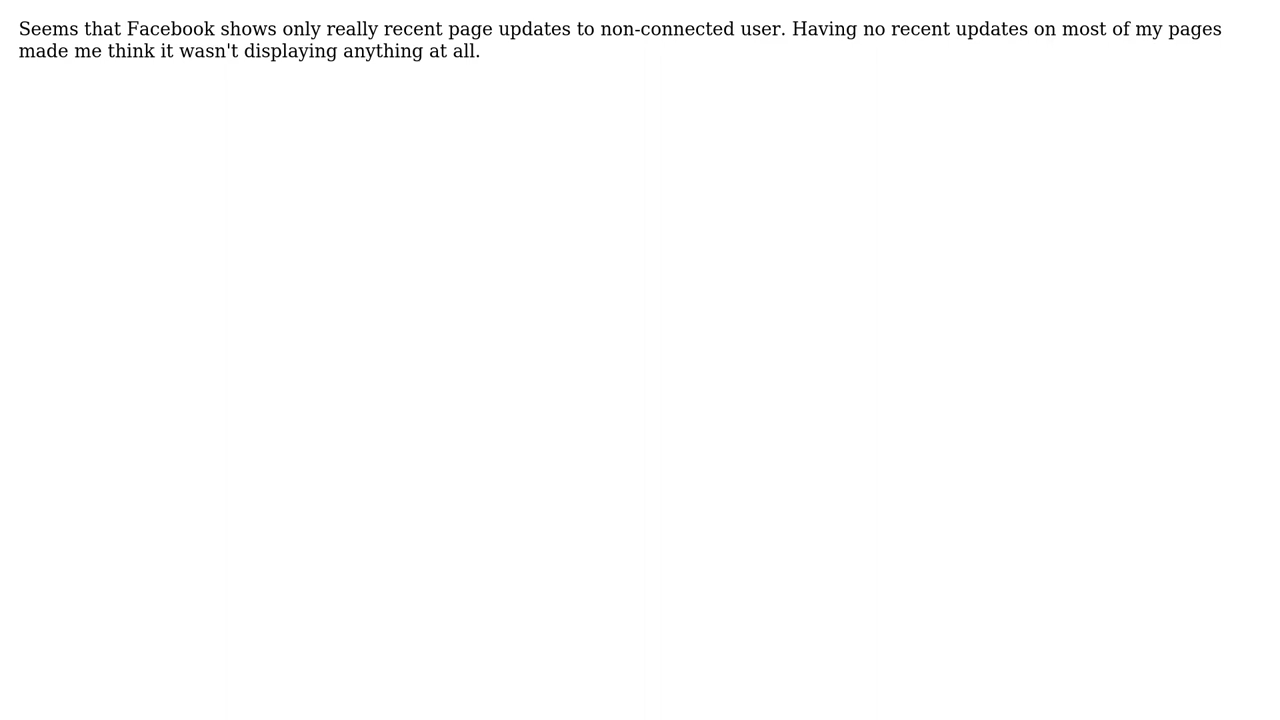 Seems that Facebook shows only really recent page updates to non-connected user. Having no recent updates on most of my pages
made me think it wasn't displaying anything at all.